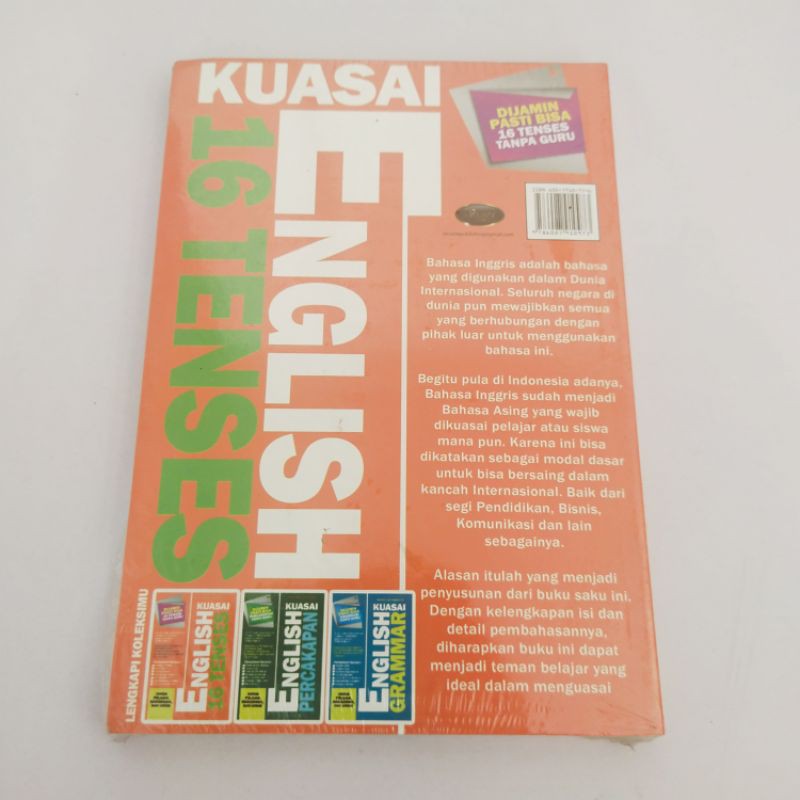 KUASAI
ENGLISH
16 TENSES
DIJAMIN
PASTI BISA
16 TENSES
TANPA GURU
Bahasa Inggris adalah bahasa
yang digunakan dalam Dunia
Internasional. Seluruh negara di
dunia pun mewajibkan semua
yang berhubungan dengan
pihak luar untuk menggunakan
bahasa ini.
Begitu pula di Indonesia adanya,
Bahasa Inggris sudah menjadi
Bahasa Asing yang wajib
dikuasai pelajar atau siswa
mana pun. Karena ini bisa
dikatakan sebagai modal dasar
untuk bisa bersaing dalam
kancah Internasional. Baik dari
segi Pendidikan, Bisnis,
Komunikasi dan lain
sebagainya.
Alasan itulah yang menjadi
penyusunan dari buku saku ini.
Dengan kelengkapan isi dan
detail pembahasannya,
diharapkan buku ini dapat
menjadi teman belajar yang
ideal dalam menguasai
LENGKAPI KOLEKSIMU
KUASAI
ENGLISH
16 TENSES
KUASAI
ENGLISH
PERCAKAPAN
KUASAI
ENGLISH
GRAMMAR